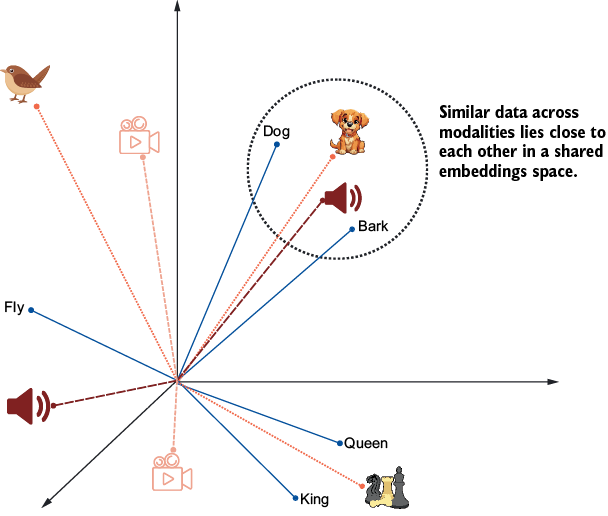 Dog
Similar data across
modalities lies close to
each other in a shared
embeddings space.
Bark
Fly
Queen
King